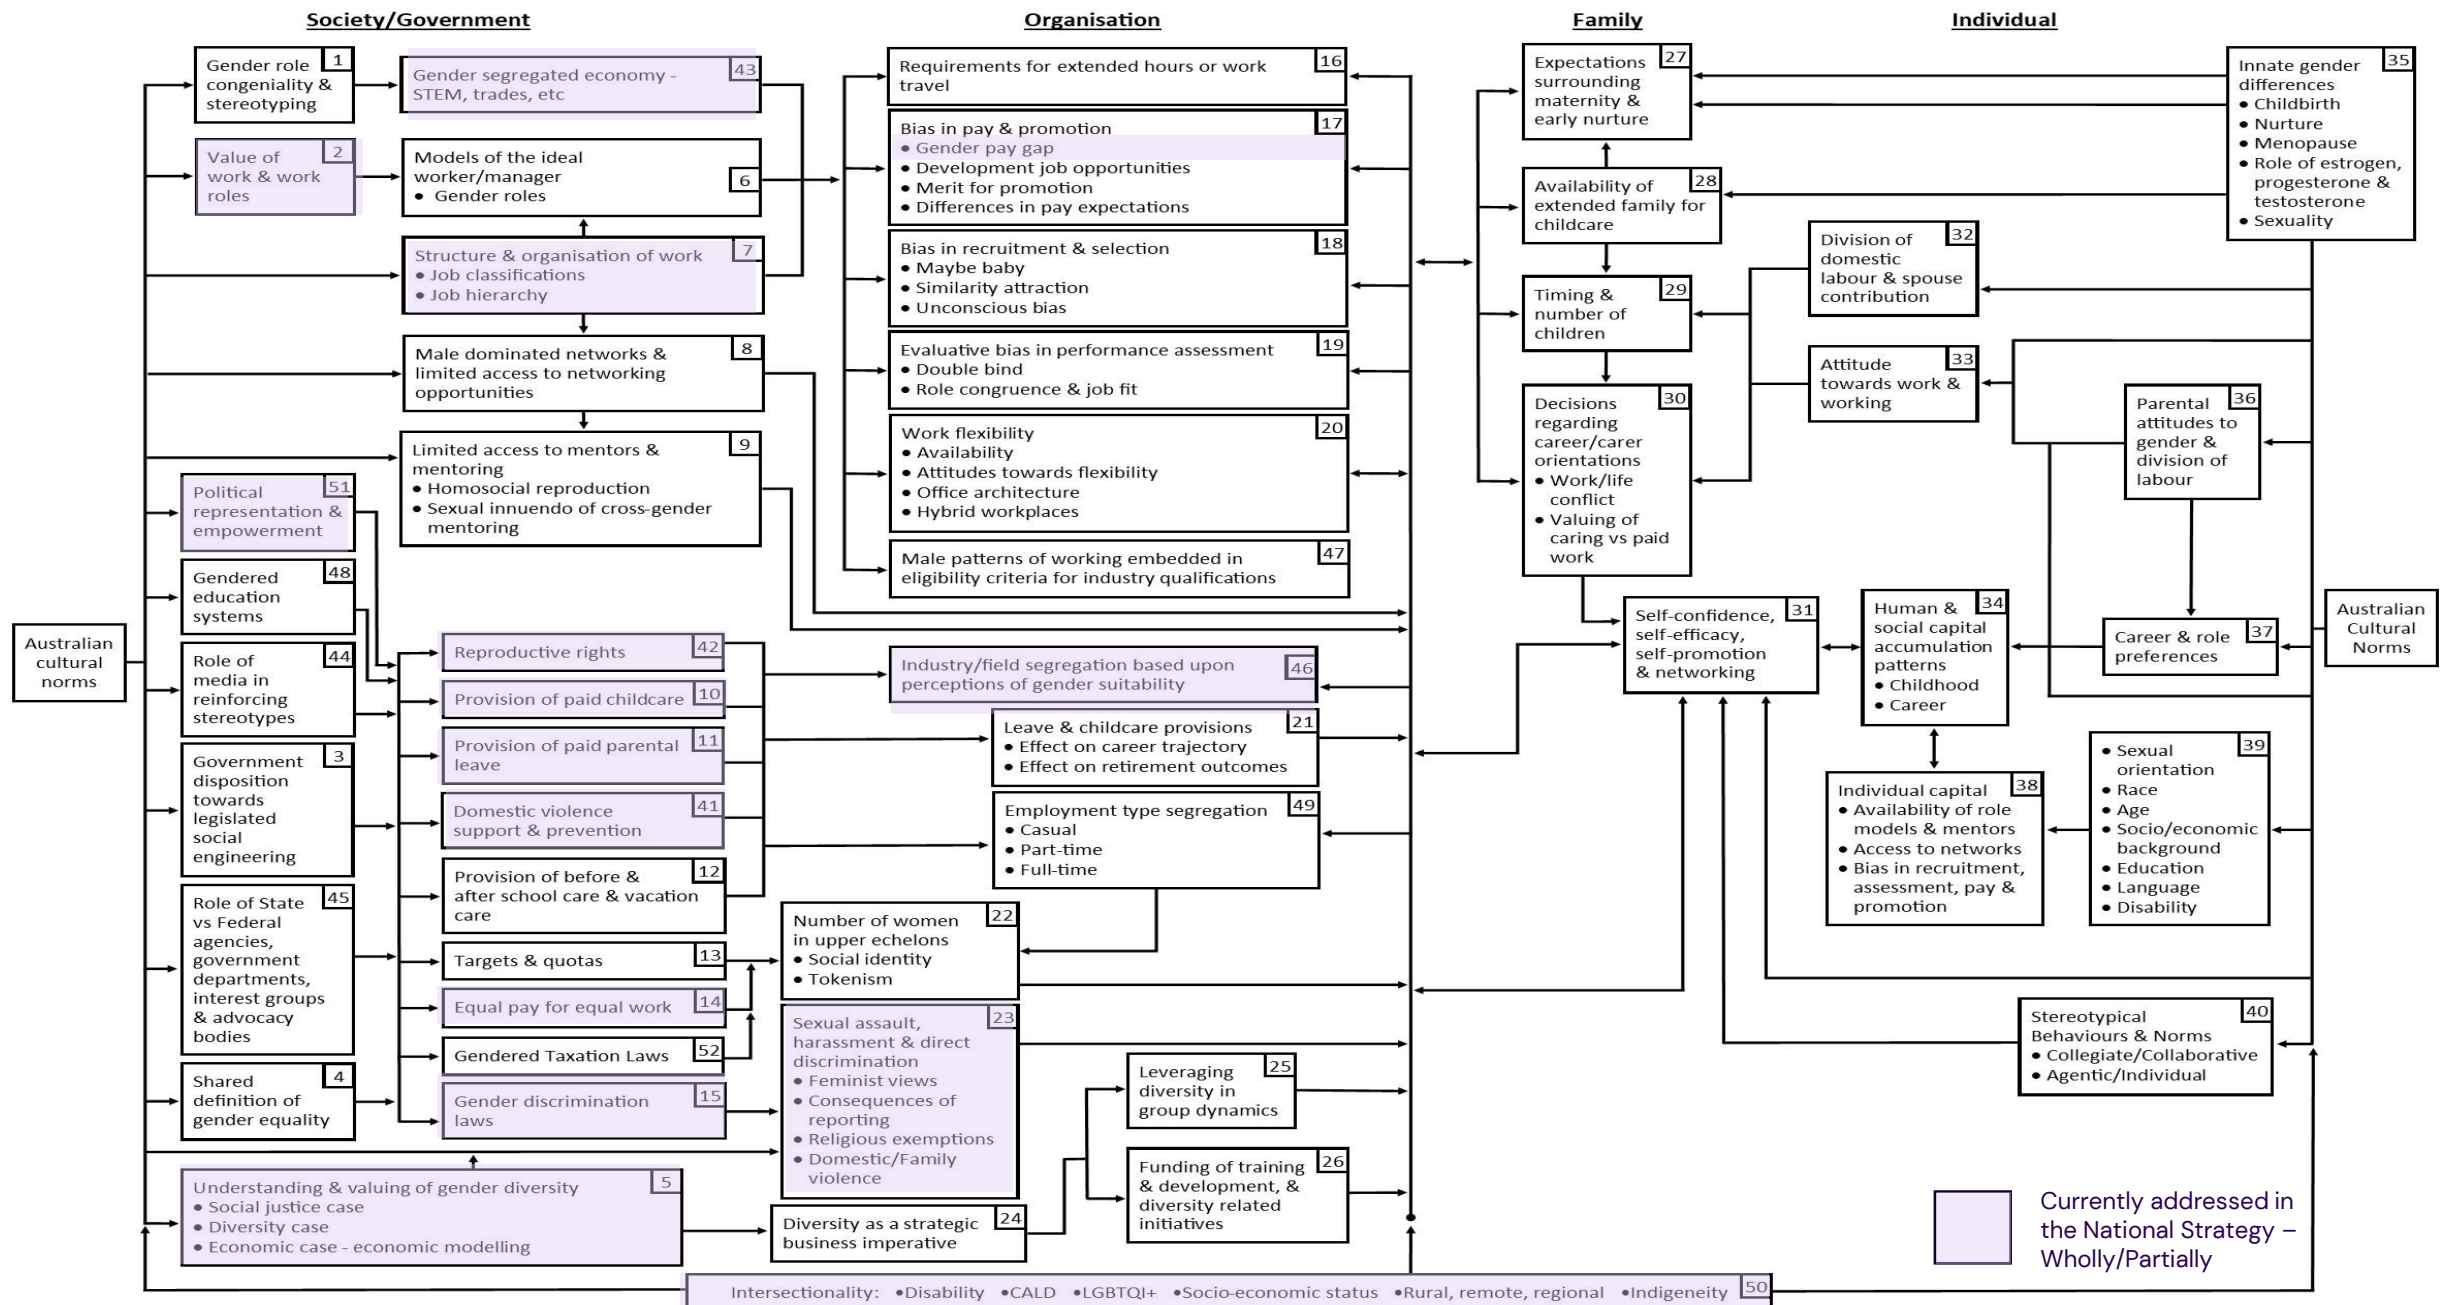 Society/Government
Organisation
Family
Individual
Australian
cultural
norms
Gender role
congeniality &
stereotyping
1
Gender segregated economy -
STEM, trades, etc
43
Value of
work & work
roles
2
Models of the ideal
worker/manager
• Gender roles
6
Structure & organisation of work
• Job classifications
• Job hierarchy
7
Male dominated networks &
limited access to networking
opportunities
8
Limited access to mentors &
mentoring
• Homosocial reproduction
• Sexual innuendo of cross-gender
mentoring
9
Political
representation &
empowerment
51
Gendered
education
systems
48
Role of
media in
reinforcing
stereotypes
44
Government
disposition
towards
legislated
social
engineering
3
Role of State
vs Federal
agencies,
government
departments,
interest groups
& advocacy
bodies
45
Shared
definition of
gender equality
4
Understanding & valuing of gender diversity
• Social justice case
• Diversity case
• Economic case - economic modelling
5
Reproductive rights
42
Provision of paid childcare
10
Provision of paid parental
leave
11
Domestic violence
support & prevention
41
Provision of before &
after school care & vacation
care
12
Targets & quotas
13
Equal pay for equal work
14
Gendered Taxation Laws
52
Gender discrimination
laws
15
Requirements for extended hours or work
travel
16
Bias in pay & promotion
• Gender pay gap
• Development job opportunities
• Merit for promotion
• Differences in pay expectations
17
Bias in recruitment & selection
• Maybe baby
• Similarity attraction
• Unconscious bias
18
Evaluative bias in performance assessment
• Double bind
• Role congruence & job fit
19
Work flexibility
• Availability
• Attitudes towards flexibility
• Office architecture
• Hybrid workplaces
20
Male patterns of working embedded in
eligibility criteria for industry qualifications
47
Industry/field segregation based upon
perceptions of gender suitability
46
Leave & childcare provisions
• Effect on career trajectory
• Effect on retirement outcomes
21
Employment type segregation
• Casual
• Part-time
• Full-time
49
Number of women
in upper echelons
• Social identity
• Tokenism
22
Sexual assault,
harassment & direct
discrimination
• Feminist views
• Consequences of
reporting
• Religious exemptions
• Domestic/Family
violence
23
Diversity as a strategic
business imperative
24
Leveraging
diversity in
group dynamics
25
Funding of training
& development, &
diversity related
initiatives
26
Expectations
surrounding
maternity &
early nurture
27
Availability of
extended family for
childcare
28
Timing &
number of
children
29
Decisions
regarding
career/carer
orientations
• Work/life
conflict
• Valuing of
caring vs paid
work
30
Self-confidence,
self-efficacy,
self-promotion
& networking
31
Division of
domestic
labour & spouse
contribution
32
Attitude
towards work &
working
33
Human &
social capital
accumulation
patterns
• Childhood
• Career
34
Innate gender
differences
• Childbirth
• Nurture
• Menopause
• Role of estrogen,
progesterone &
testosterone
• Sexuality
35
Parental
attitudes to
gender &
division of
labour
36
Career & role
preferences
37
Individual capital
• Availability of role
models & mentors
• Access to networks
• Bias in recruitment,
assessment, pay &
promotion
38
• Sexual
orientation
• Race
• Age
• Socio/economic
background
• Education
• Language
• Disability
39
Stereotypical
Behaviours & Norms
• Collegiate/Collaborative
• Agentic/Individual
40
Australian
Cultural
Norms
Intersectionality: •Disability •CALD •LGBTQI+ •Socio-economic status •Rural, remote, regional •Indigeneity
50
Currently addressed in
the National Strategy –
Wholly/Partially